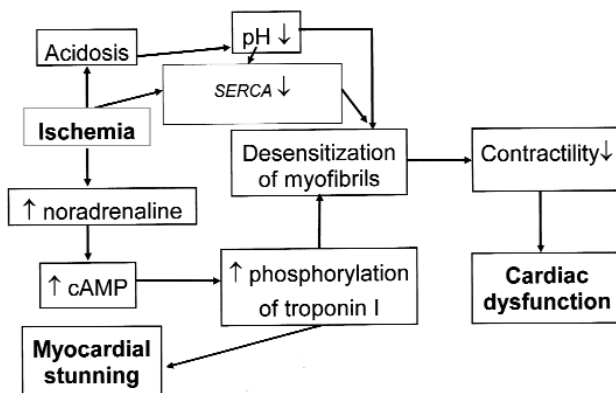 Acidosis
pH ↓
SERCA ↓
Ischemia
Desensitization
of myofibrils
Contractility↓
↑ noradrenaline
↑ cAMP
↑ phosphorylation
of troponin I
Cardiac
dysfunction
Myocardial
stunning